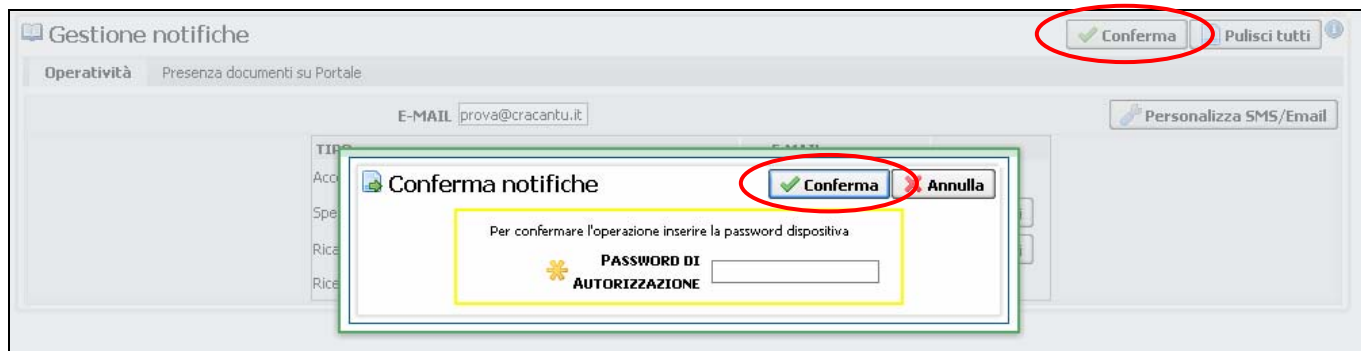 Gestione notifiche
Conferma
Pulisci tutti
Operatività
Presenza documenti su Portale
E-MAIL prova@cracantu.it
Personalizza SMS/Email
Conferma notifiche
Conferma
Annulla
Per confermare l'operazione inserire la password dispositiva
PASSWORD DI
AUTORIZZAZIONE